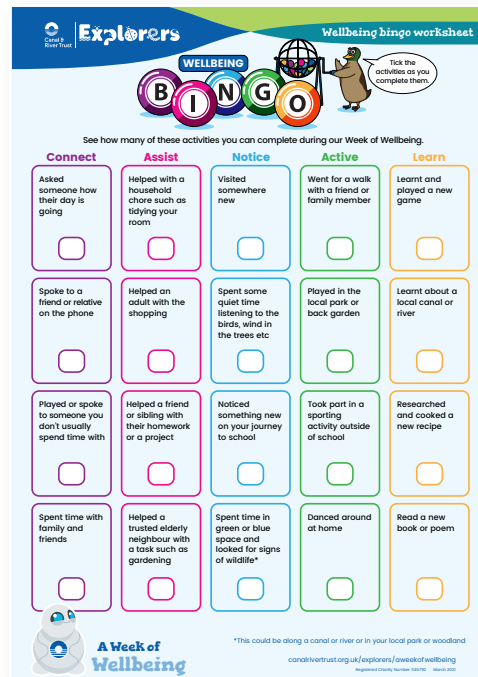 Canal &
River Trust
Explorers
Wellbeing bingo worksheet
WELLBEING
BINGO
Tick the
activities as you
complete them.
See how many of these activities you can complete during our Week of Wellbeing.
Connect
Assist
Notice
Active
Learn
Asked
someone how
their day is
going
Helped with a
household
chore such as
tidying your
room
Visited
somewhere
new
Went for a walk
with a friend or
family member
Learnt and
played a new
game
Spoke to a
friend or relative
on the phone
Helped an
adult with the
shopping
Spent some
quiet time
listening to the
birds, wind in
the trees etc
Played in the
local park or
back garden
Learnt about a
local canal or
river
Played or spoke
to someone you
don't usually
spend time with
Helped a friend
or sibling with
their homework
or a project
Noticed
something new
on your journey
to school
Took part in a
sporting
activity outside
of school
Researched
and cooked a
new recipe
Spent time with
family and
friends
Helped a
trusted elderly
neighbour with
a task such as
gardening
Spent time in
green or blue
space and
looked for signs
of wildlife*
Danced around
at home
Read a new
book or poem
A Week of
Wellbeing
*This could be along a canal or river or in your local park or woodland
canalrivertrust.org.uk/explorers/aweekofwellbeing
Registered Charity Number 1146792 March 2021